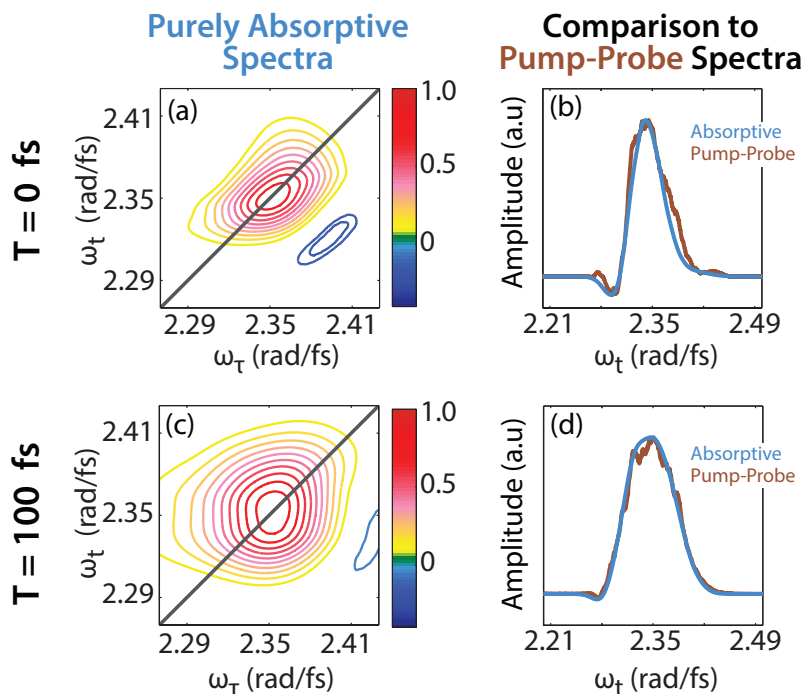 Purely Absorptive
Spectra
Comparison to
Pump-Probe Spectra
T = 0 fs
(a)
2.41
2.35
2.29
ω_t (rad/fs)
2.29 2.35 2.41
ω_τ (rad/fs)
1.0
0.5
0
(b)
Absorptive
Pump-Probe
Amplitude (a.u)
2.21 2.35 2.49
ω_t (rad/fs)
T = 100 fs
(c)
2.41
2.35
2.29
ω_t (rad/fs)
2.29 2.35 2.41
ω_τ (rad/fs)
1.0
0.5
0
(d)
Absorptive
Pump-Probe
Amplitude (a.u)
2.21 2.35 2.49
ω_t (rad/fs)